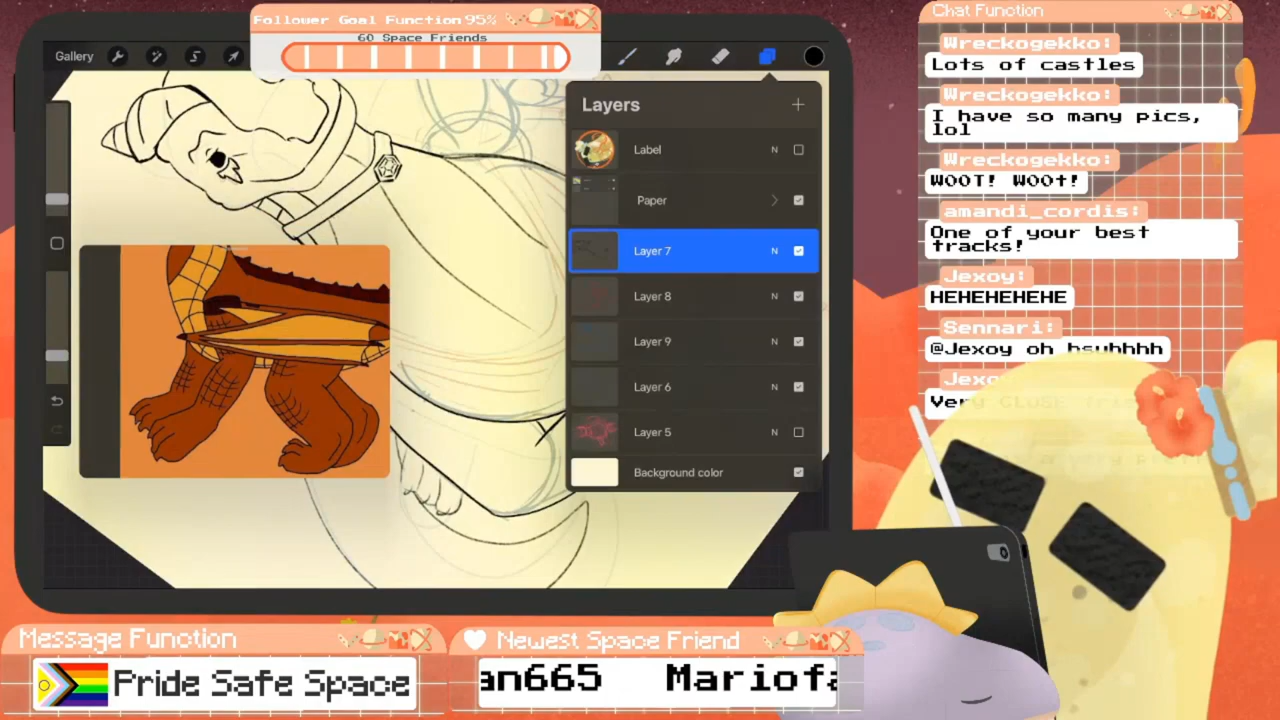 Follower Goal Function 95%
60 Space Friends
Gallery
Layers
Label
N
Paper
Layer 7
N
Layer 8
N
Layer 9
N
Layer 6
N
Layer 5
N
Background color
Chat Function
Wreckogekko:
Lots of castles
Wreckogekko:
I have so many pics,
lol
Wreckogekko:
WOOT! WOOt!
amandi_cordis:
One of your best
tracks!
Jexoy:
HEHEHEHEHE
Sennari:
@Jexoy oh bsuhhhh
Message Function
Pride Safe Space
Newest Space Friend
an665 Mariofa